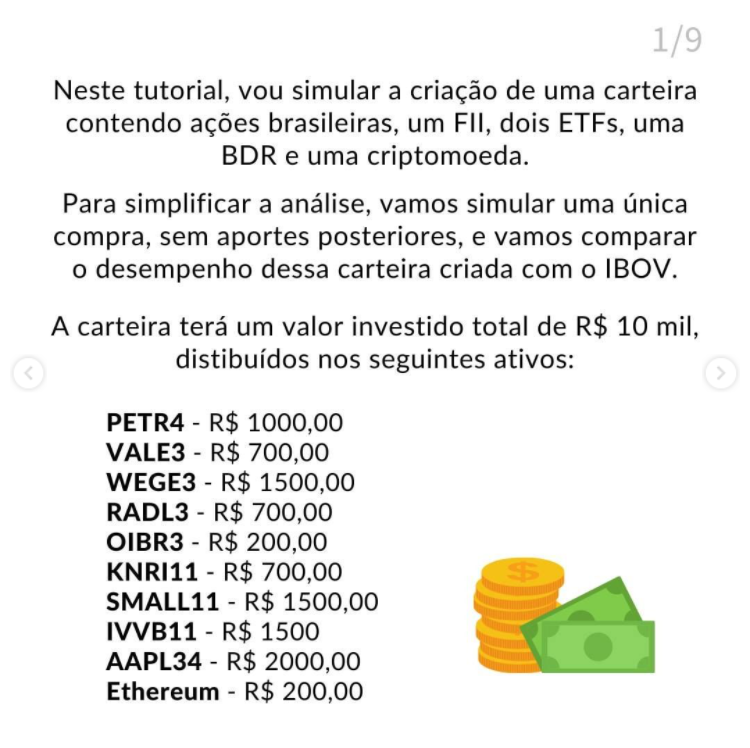 1/9
Neste tutorial, vou simular a criação de uma carteira
contendo ações brasileiras, um FII, dois ETFs, uma
BDR e uma criptomoeda.
Para simplificar a análise, vamos simular uma única
compra, sem aportes posteriores, e vamos comparar
o desempenho dessa carteira criada com o IBOV.
A carteira terá um valor investido total de R$ 10 mil,
distibuídos nos seguintes ativos:
PETR4 - R$ 1000,00
VALE3 - R$ 700,00
WEGE3 - R$ 1500,00
RADL3 - R$ 700,00
OIBR3 - R$ 200,00
KNRI11 - R$ 700,00
SMALL11 - R$ 1500,00
IVVB11 - R$ 1500
AAPL34 - R$ 2000,00
Ethereum - R$ 200,00
$